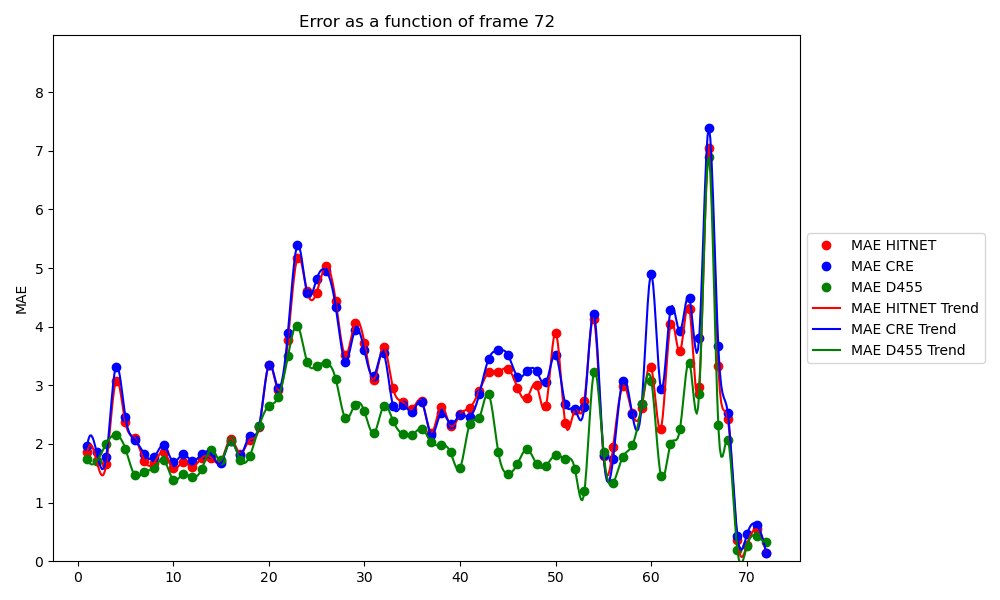 Error as a function of frame 72
MAE
8
7
6
5
4
3
2
1
0
0 10 20 30 40 50 60 70
MAE HITNET
MAE CRE
MAE D455
MAE HITNET Trend
MAE CRE Trend
MAE D455 Trend